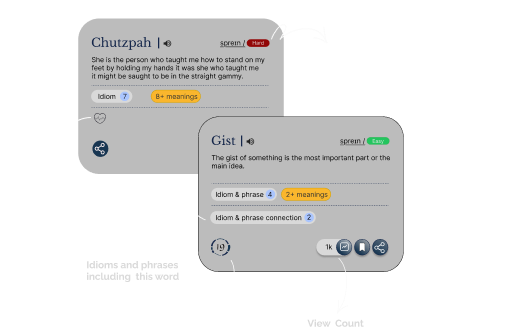 Chutzpah
spreɪn / Hard
She is the person who taught me how to stand on my
feet by holding my hands it was she who taught me
it might be saught to be in the straight gammy.
Idiom 7
8+ meanings
Gist
spreɪn / Easy
The gist of something is the most important part or the
main idea.
Idiom & phrase 4
2+ meanings
Idiom & phrase connection 2
19
1k
Idioms and phrases
including this word
View Count